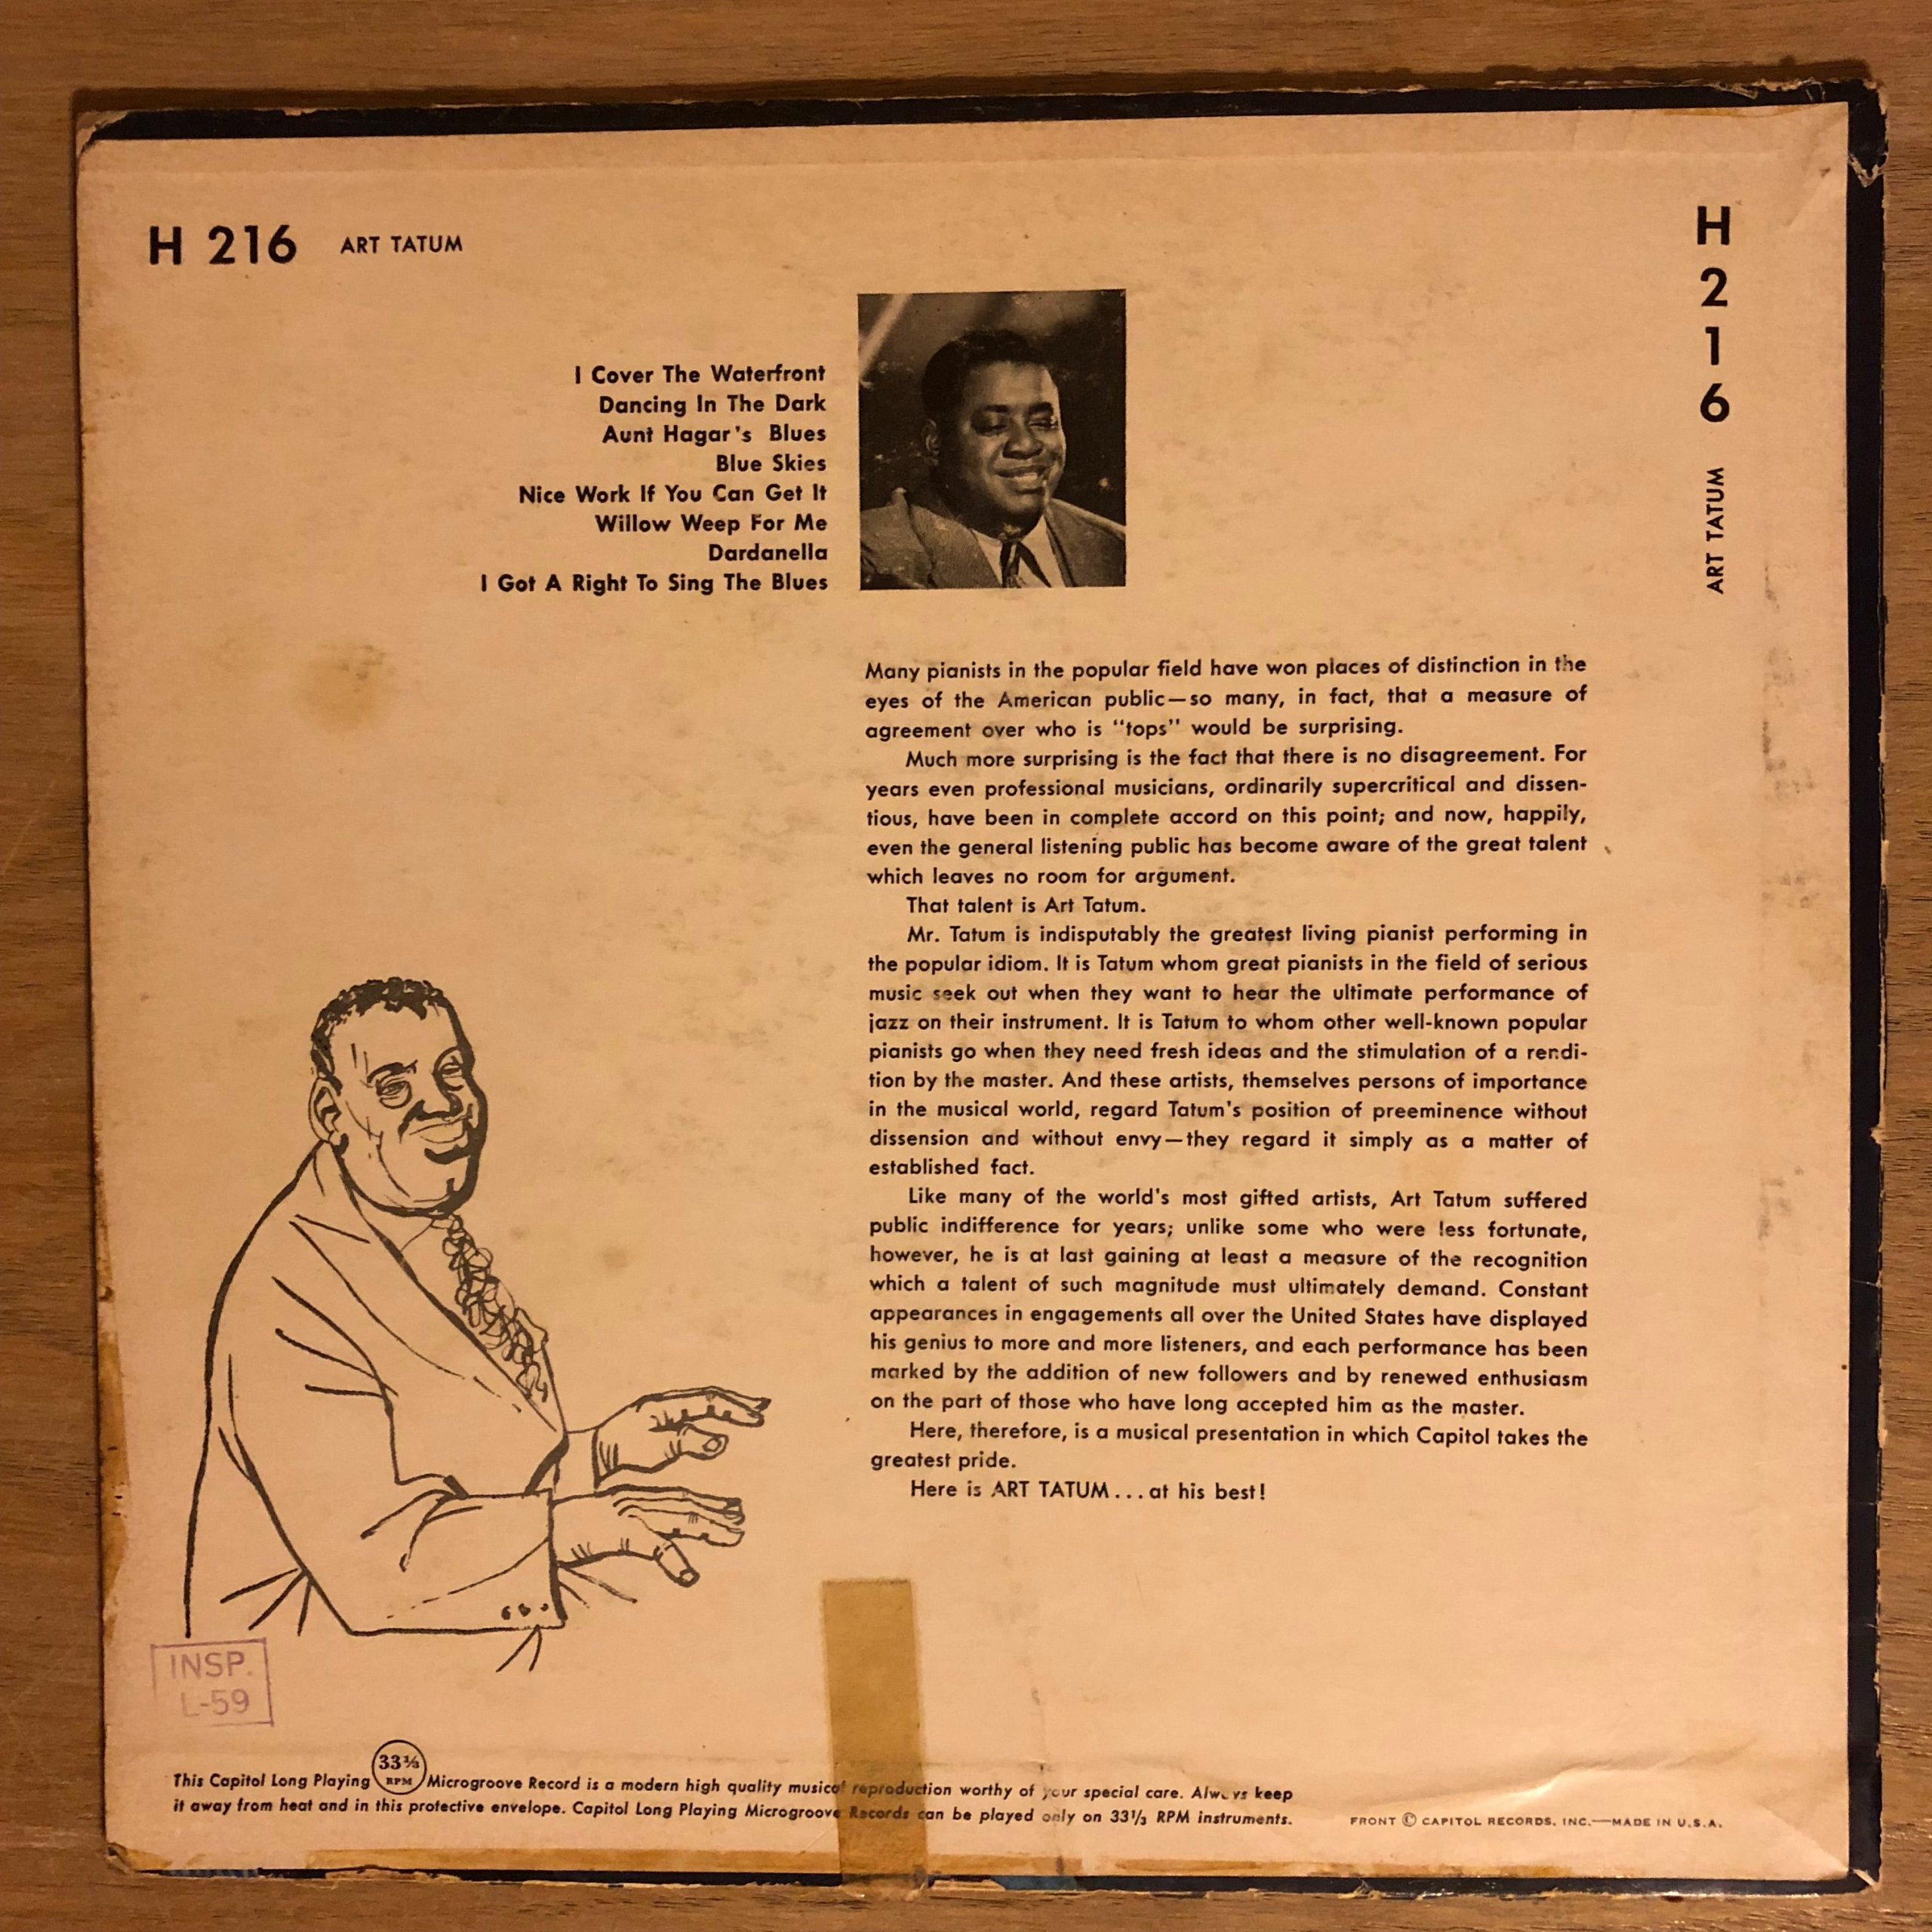 H 216 ART TATUM
H
2
1
6
ART TATUM
I Cover The Waterfront
Dancing In The Dark
Aunt Hagar's Blues
Blue Skies
Nice Work If You Can Get It
Willow Weep For Me
Dardanella
I Got A Right To Sing The Blues
Many pianists in the popular field have won places of distinction in the
eyes of the American public—so many, in fact, that a measure of
agreement over who is "tops" would be surprising.
Much more surprising is the fact that there is no disagreement. For
years even professional musicians, ordinarily supercritical and dissen-
tious, have been in complete accord on this point; and now, happily,
even the general listening public has become aware of the great talent
which leaves no room for argument.
That talent is Art Tatum.
Mr. Tatum is indisputably the greatest living pianist performing in
the popular idiom. It is Tatum whom great pianists in the field of serious
music seek out when they want to hear the ultimate performance of
jazz on their instrument. It is Tatum to whom other well-known popular
pianists go when they need fresh ideas and the stimulation of a rendi-
tion by the master. And these artists, themselves persons of importance
in the musical world, regard Tatum's position of preeminence without
dissension and without envy—they regard it simply as a matter of
established fact.
Like many of the world's most gifted artists, Art Tatum suffered
public indifference for years; unlike some who were less fortunate,
however, he is at last gaining at least a measure of the recognition
which a talent of such magnitude must ultimately demand. Constant
appearances in engagements all over the United States have displayed
his genius to more and more listeners, and each performance has been
marked by the addition of new followers and by renewed enthusiasm
on the part of those who have long accepted him as the master.
Here, therefore, is a musical presentation in which Capitol takes the
greatest pride.
Here is ART TATUM...at his best!
INSP.
L-59
This Capitol Long Playing 33⅓ RPM Microgroove Record is a modern high quality musical reproduction worthy of your special care. Always keep
it away from heat and in this protective envelope. Capitol Long Playing Microgroove Records can be played only on 33⅓ RPM instruments.
FRONT © CAPITOL RECORDS, INC.—MADE IN U.S.A.